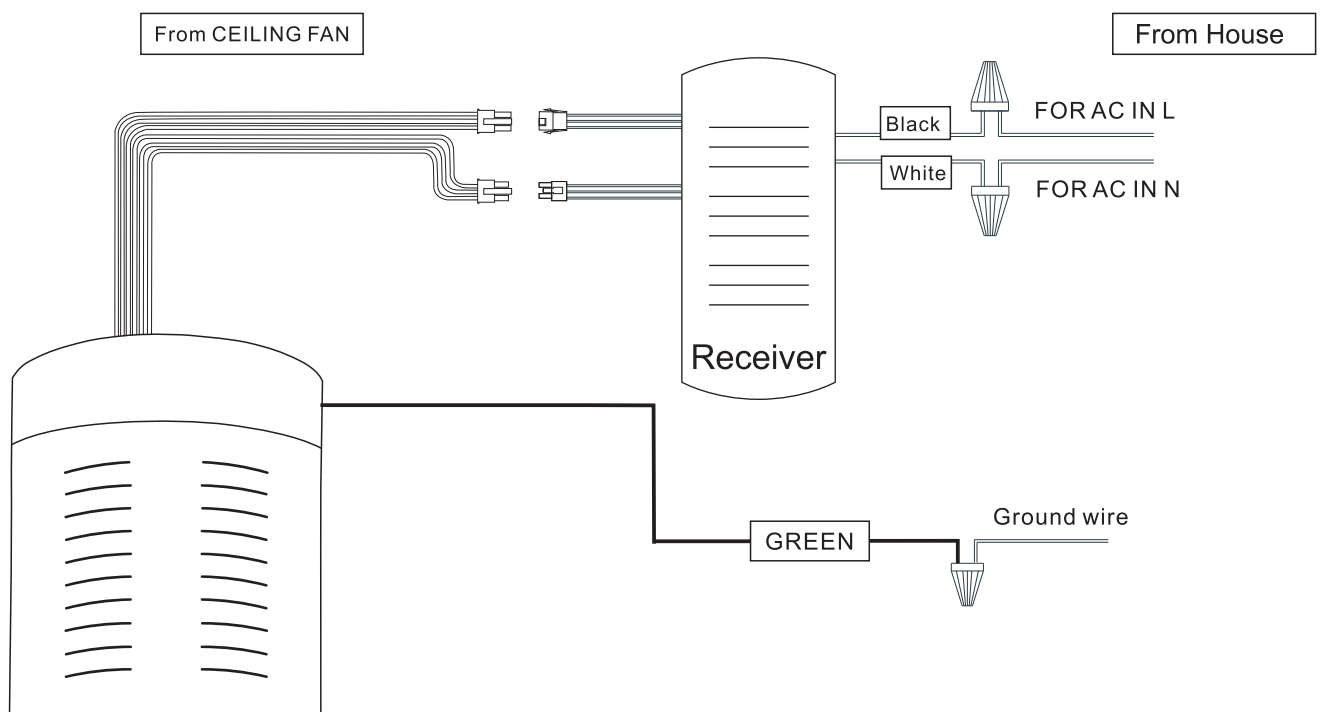 From CEILING FAN
From House
FOR AC IN L
Black
White
FOR AC IN N
Receiver
Ground wire
GREEN